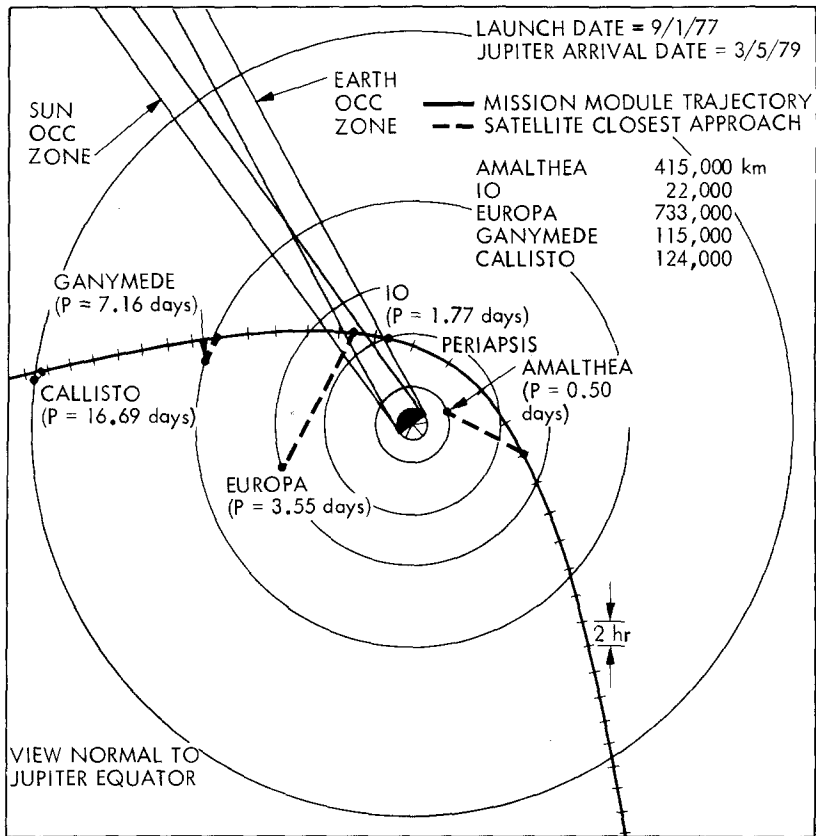 LAUNCH DATE = 9/1/77
JUPITER ARRIVAL DATE = 3/5/79
EARTH
OCC
ZONE
SUN
OCC
ZONE
MISSION MODULE TRAJECTORY
SATELLITE CLOSEST APPROACH
AMALTHEA 415,000 km
IO 22,000
EUROPA 733,000
GANYMEDE 115,000
CALLISTO 124,000
GANYMEDE
(P = 7.16 days)
IO
(P = 1.77 days)
PERIAPSIS
AMALTHEA
(P = 0.50
days)
CALLISTO
(P = 16.69 days)
EUROPA
(P = 3.55 days)
2 hr
VIEW NORMAL TO
JUPITER EQUATOR